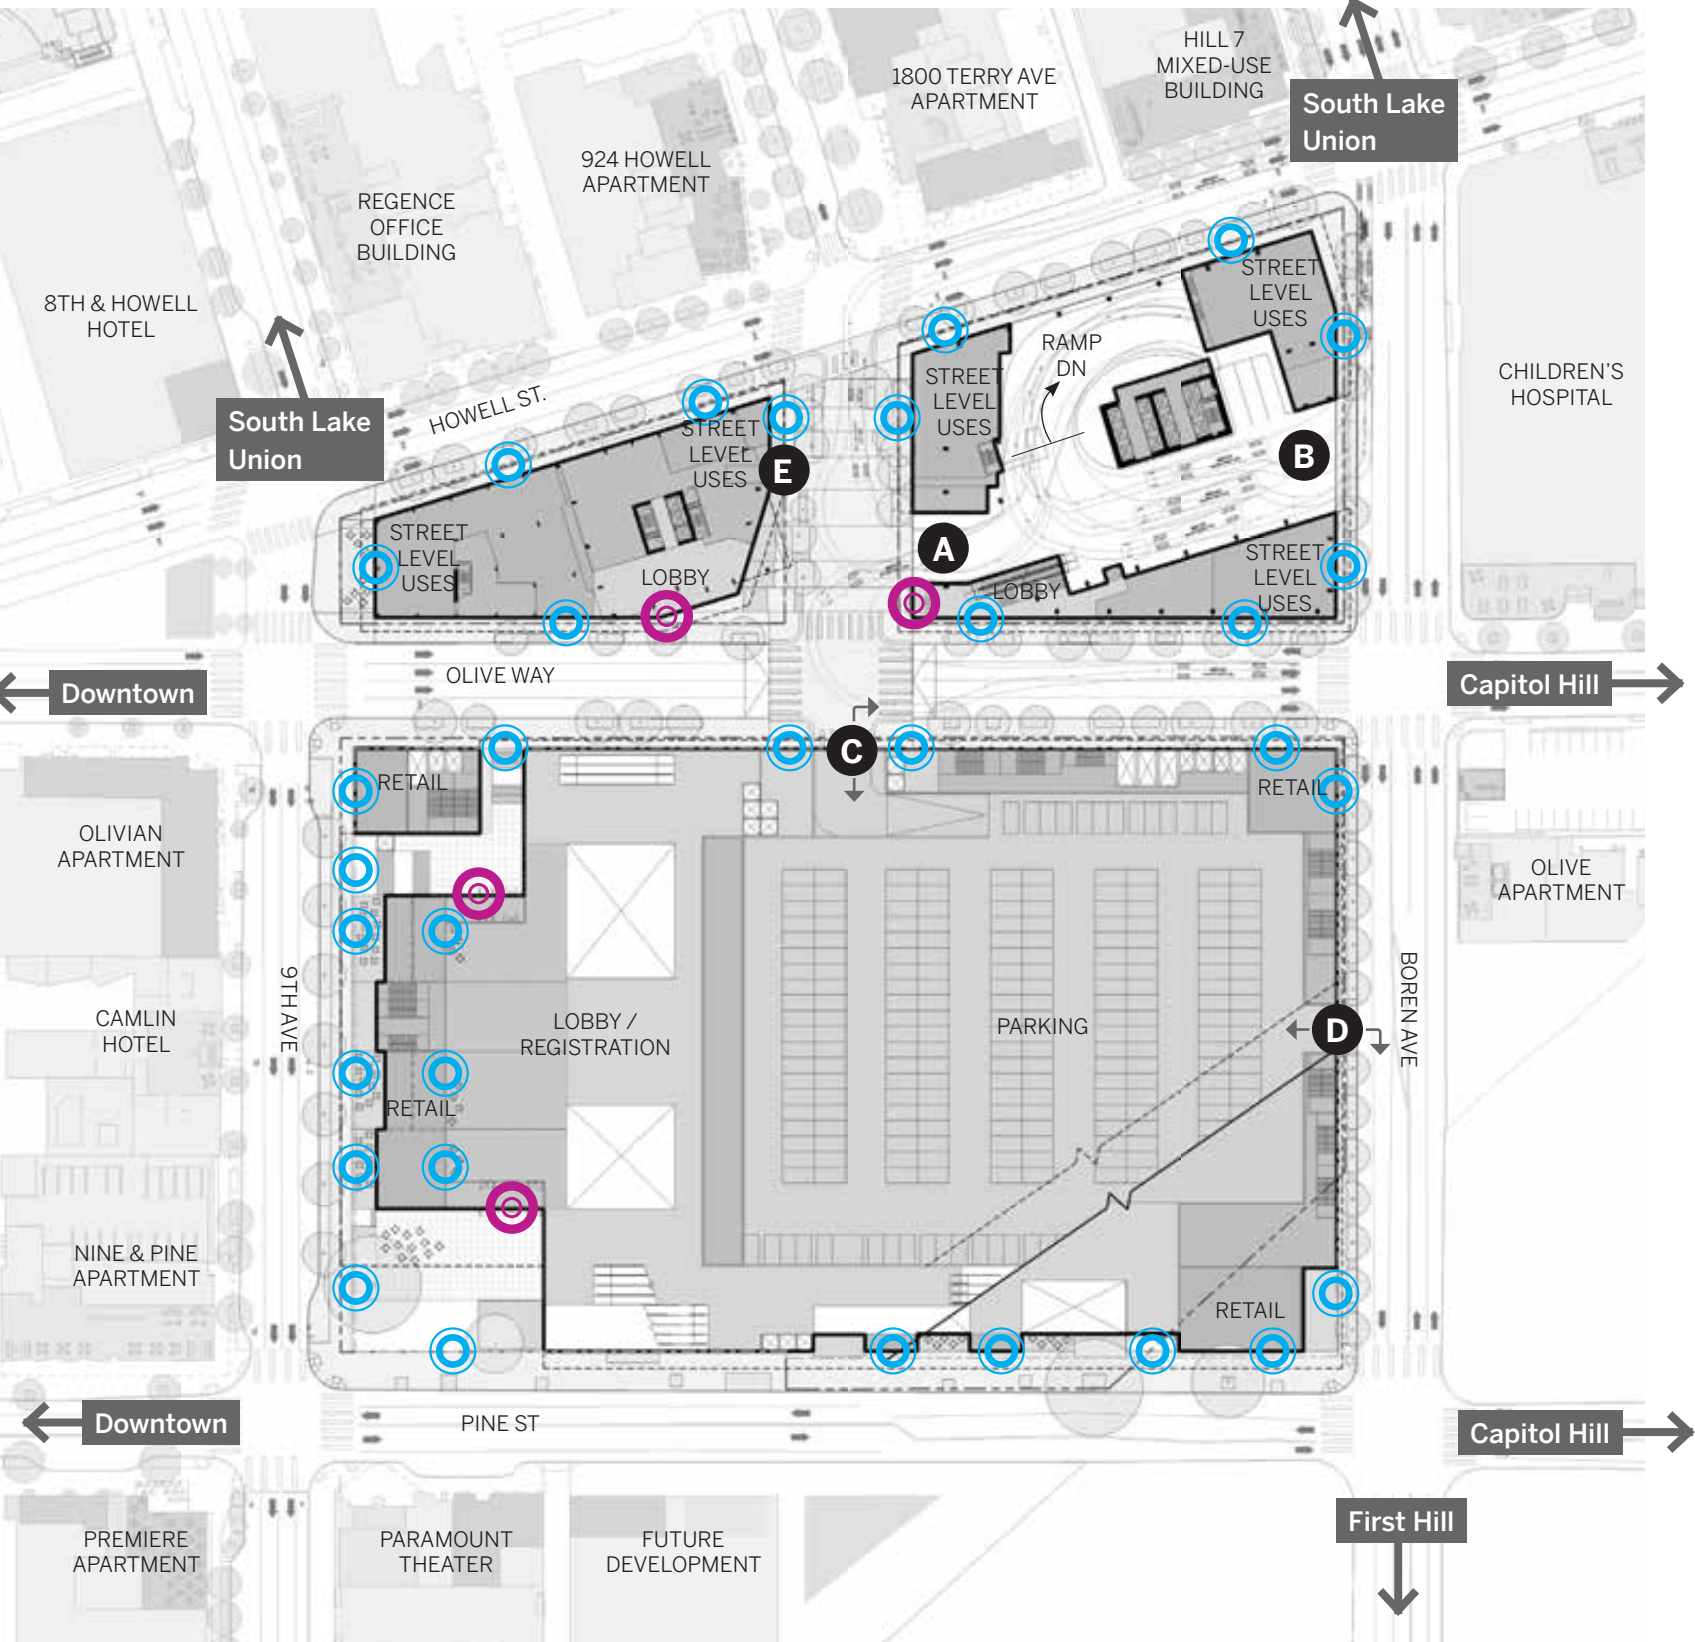 HILL 7
MIXED-USE
BUILDING
1800 TERRY AVE
APARTMENT
South Lake
Union
924 HOWELL
APARTMENT
REGENCE
OFFICE
BUILDING
8TH & HOWELL
HOTEL
STREET
LEVEL
USES
RAMP
DN
CHILDREN'S
HOSPITAL
STREET
LEVEL
USES
HOWELL ST.
South Lake
Union
STREET
LEVEL
USES
E
B
STREET
LEVEL
USES
A
LOBBY
LOBBY
STREET
LEVEL
USES
OLIVE WAY
Downtown
Capitol Hill
C
RETAIL
RETAIL
OLIVIAN
APARTMENT
OLIVE
APARTMENT
9TH AVE
BOREN AVE
CAMLIN
HOTEL
LOBBY /
REGISTRATION
PARKING
D
RETAIL
NINE & PINE
APARTMENT
RETAIL
Downtown
PINE ST
Capitol Hill
First Hill
PREMIERE
APARTMENT
PARAMOUNT
THEATER
FUTURE
DEVELOPMENT